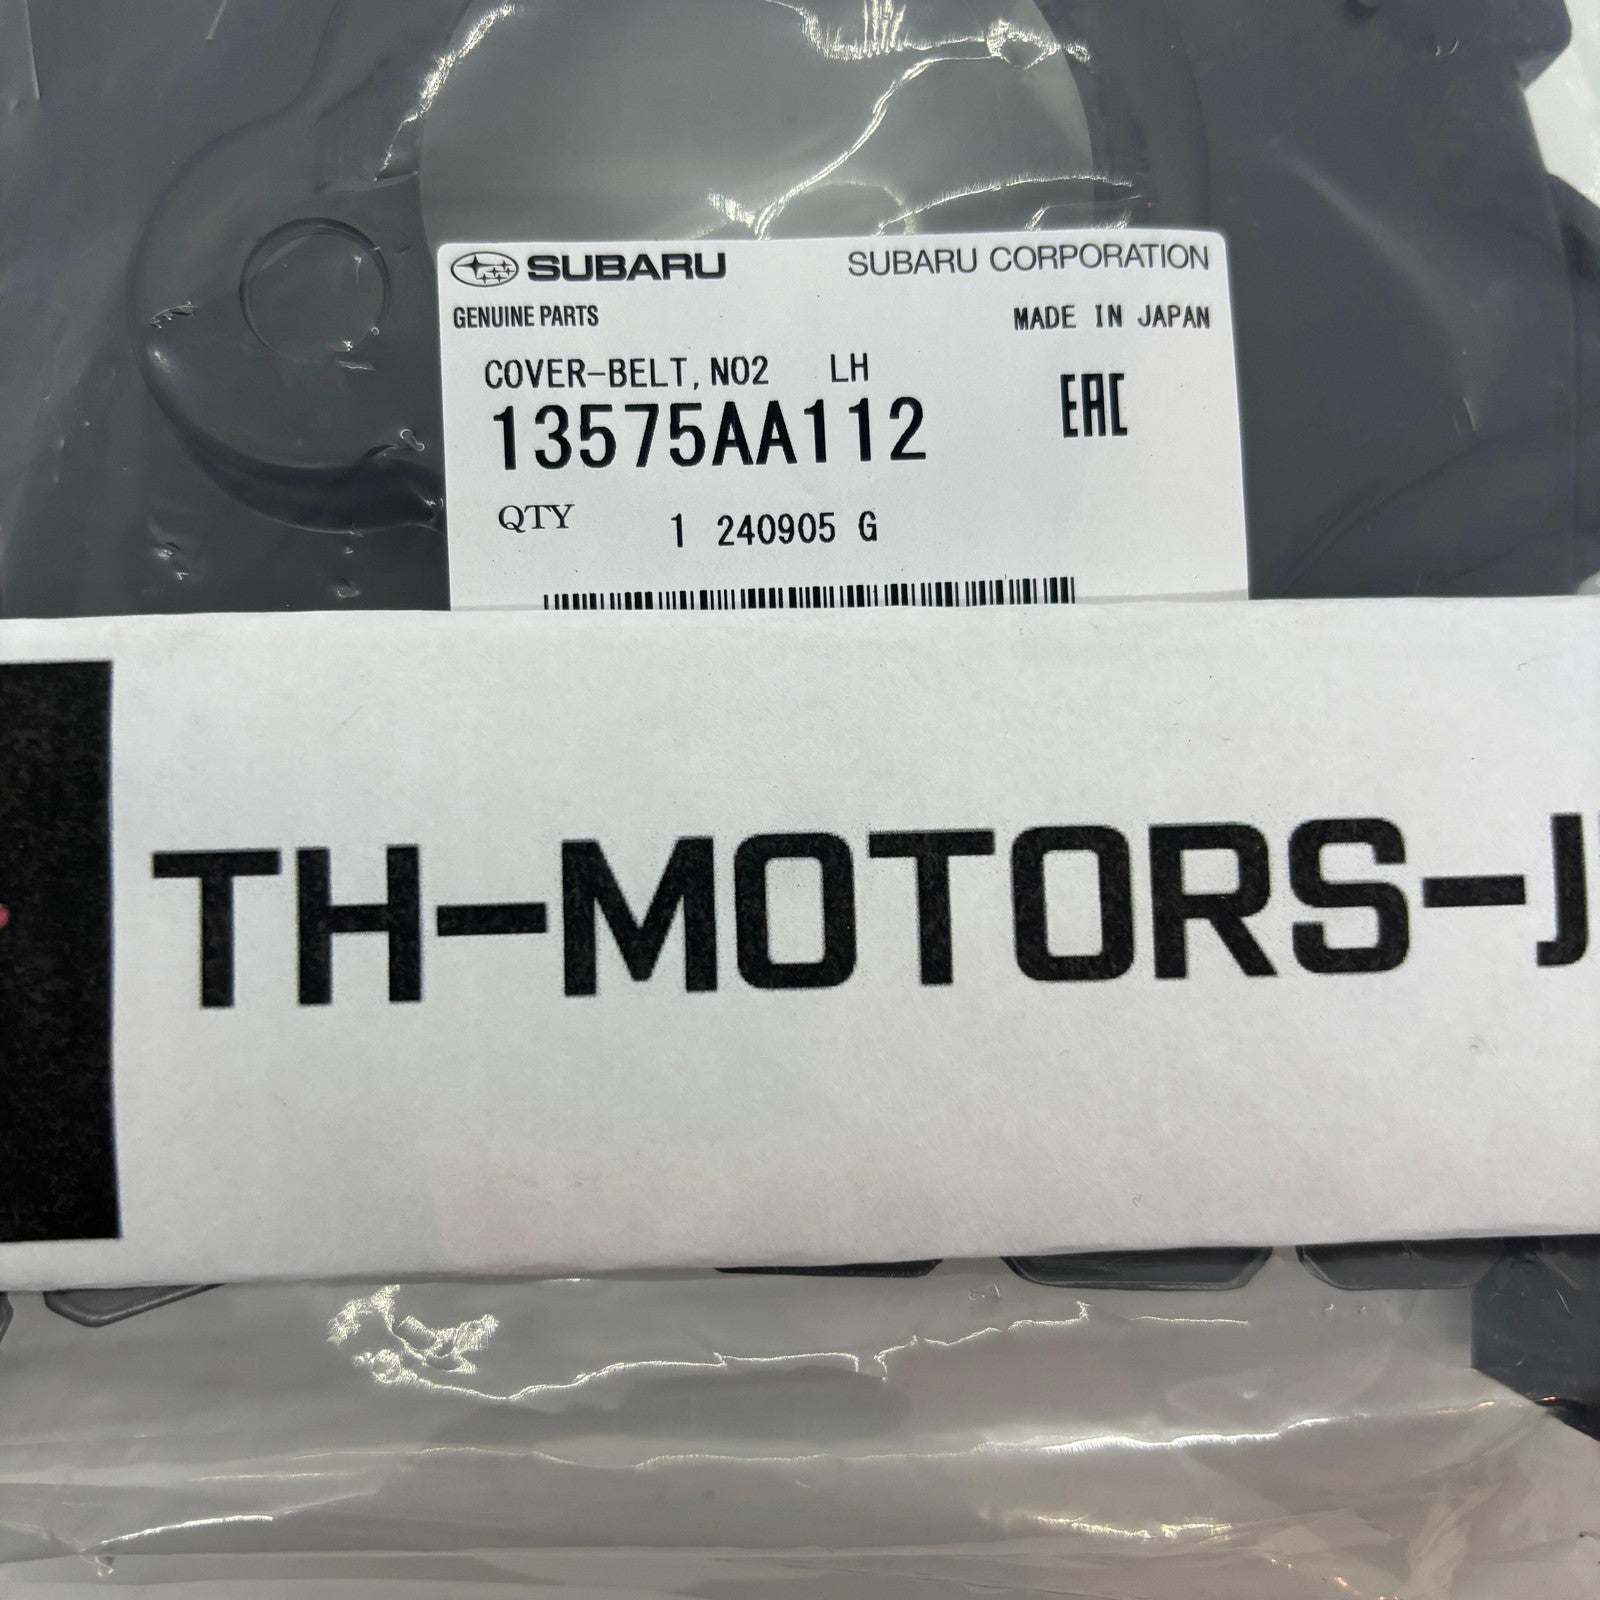 SUBARU SUBARU CORPORATION
GENUINE PARTS MADE IN JAPAN
COVER-BELT,NO2 LH
13575AA112 EAC
QTY 1 240905 G
TH-MOTORS-J